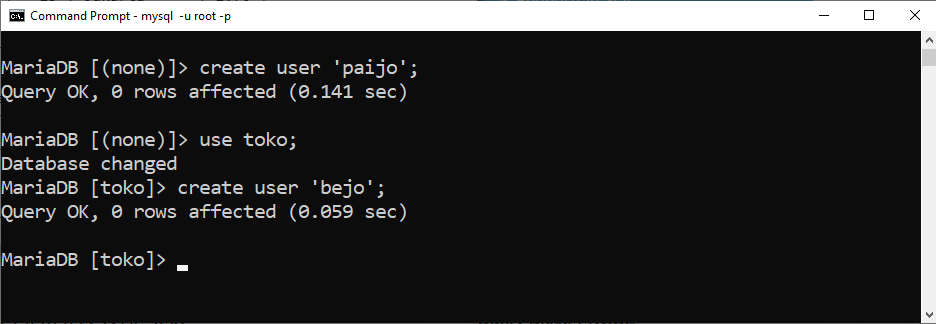 Command Prompt - mysql -u root -p
MariaDB [(none)]> create user 'paijo';
Query OK, 0 rows affected (0.141 sec)
MariaDB [(none)]> use toko;
Database changed
MariaDB [toko]> create user 'bejo';
Query OK, 0 rows affected (0.059 sec)
MariaDB [toko]>